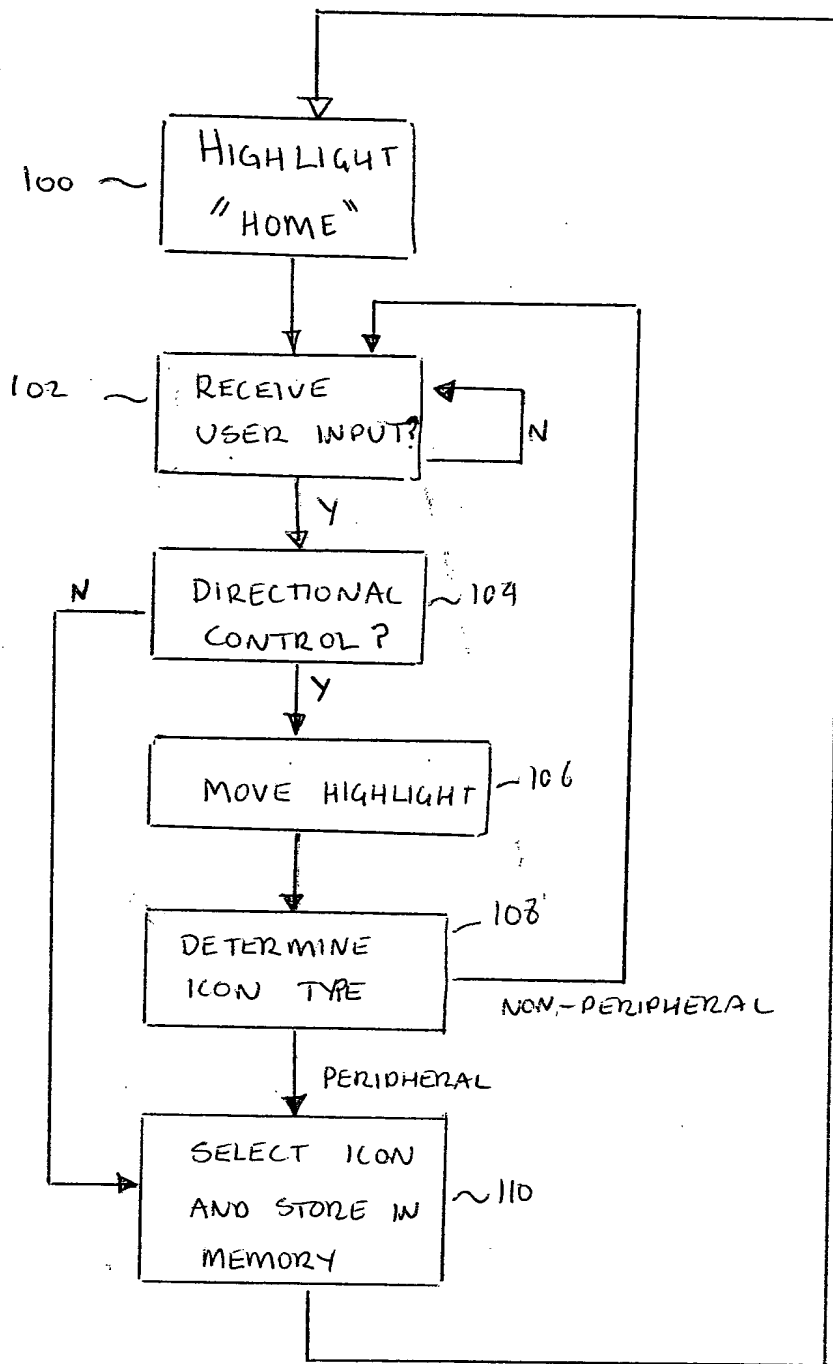 HIGHLIGHT
100
"HOME"
102
RECEIVE
USER INPUT?
N
Y
N
DIRECTIONAL
104
CONTROL?
Y
MOVE HIGHLIGHT
106
108
DETERMINE
ICON TYPE
NON-PERIPHERAL
PERIPHERAL
SELECT ICON
110
AND STORE IN
MEMORY